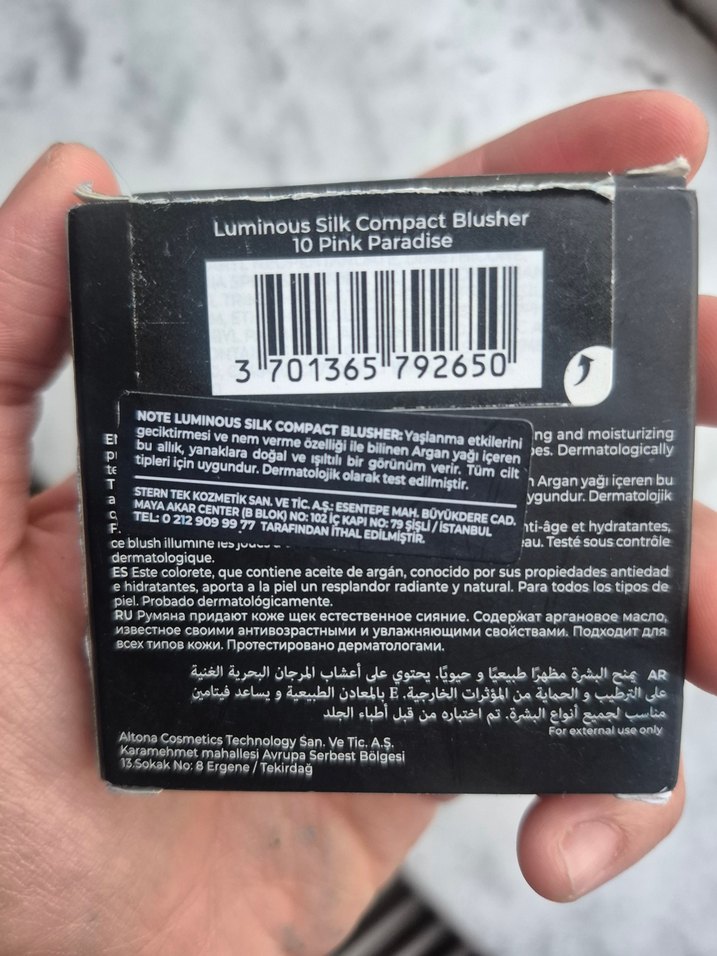 Luminous Silk Compact Blusher
10 Pink Paradise
3 701365 792650
NOTE LUMINOUS SILK COMPACT BLUSHER: Yaşlanma etkilerini
geciktirmesi ve nem verme özelliği ile bilinen Argan yağı içeren
bu allık, yanaklara doğal ve ışıltılı bir görünüm verir. Tüm cilt
tipleri için uygundur. Dermatolojik olarak test edilmiştir.
STERN TEK KOZMETİK SAN. VE TİC. A.Ş.: ESENTEPE MAH. BÜYÜKDERE CAD.
MAYA AKAR CENTER (B BLOK) NO: 102 İÇ KAPI NO: 79 ŞİŞLİ / İSTANBUL
TEL: 0 212 909 99 77 TARAFINDAN İTHAL EDİLMİŞTİR.
ng and moisturizing
es. Dermatologically
Argan yağı içeren bu
ygundur. Dermatolojik
nti-âge et hydratantes,
ce blush illumine les joues
eau. Testé sous contrôle
dermatologique.
ES Este colorete, que contiene aceite de argán, conocido por sus propiedades antiedad
e hidratantes, aporta a la piel un resplandor radiante y natural. Para todos los tipos de
piel. Probado dermatológicamente.
RU Румяна придают коже щек естественное сияние. Содержат аргановое масло,
известное своими антивозрастными и увлажняющими свойствами. Подходит для
всех типов кожи. Протестировано дерматологами.
AR يمنح البشرة مظهرًا طبيعيًا و حيويًا. يحتوي على أعشاب المرجان البحرية الغنية
بالمعادن الطبيعية و يساعد فيتامين E على الترطيب و الحماية من المؤثرات الخارجية.
مناسب لجميع أنواع البشرة. تم اختباره من قبل أطباء الجلد
For external use only
Altona Cosmetics Technology San. Ve Tic. A.Ş.
Karamehmet mahallesi Avrupa Serbest Bölgesi
13.Sokak No: 8 Ergene / Tekirdağ